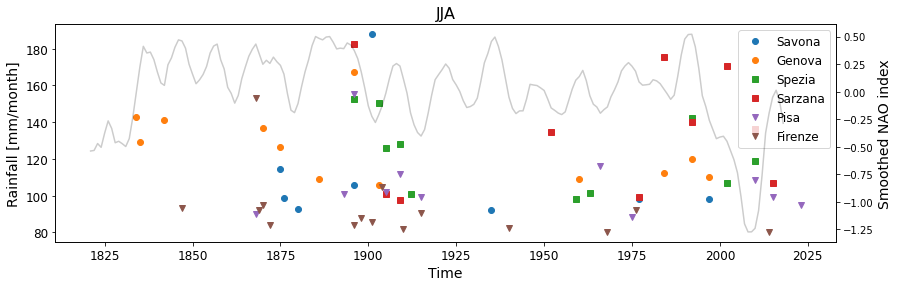 JJA
Rainfall [mm/month]
180
160
140
120
100
80
1825
1850
1875
1900
1925
1950
1975
2000
2025
Time
Savona
Genova
Spezia
Sarzana
Pisa
Firenze
0.50
0.25
0.00
−0.25
−0.50
−0.75
−1.00
−1.25
Smoothed NAO index